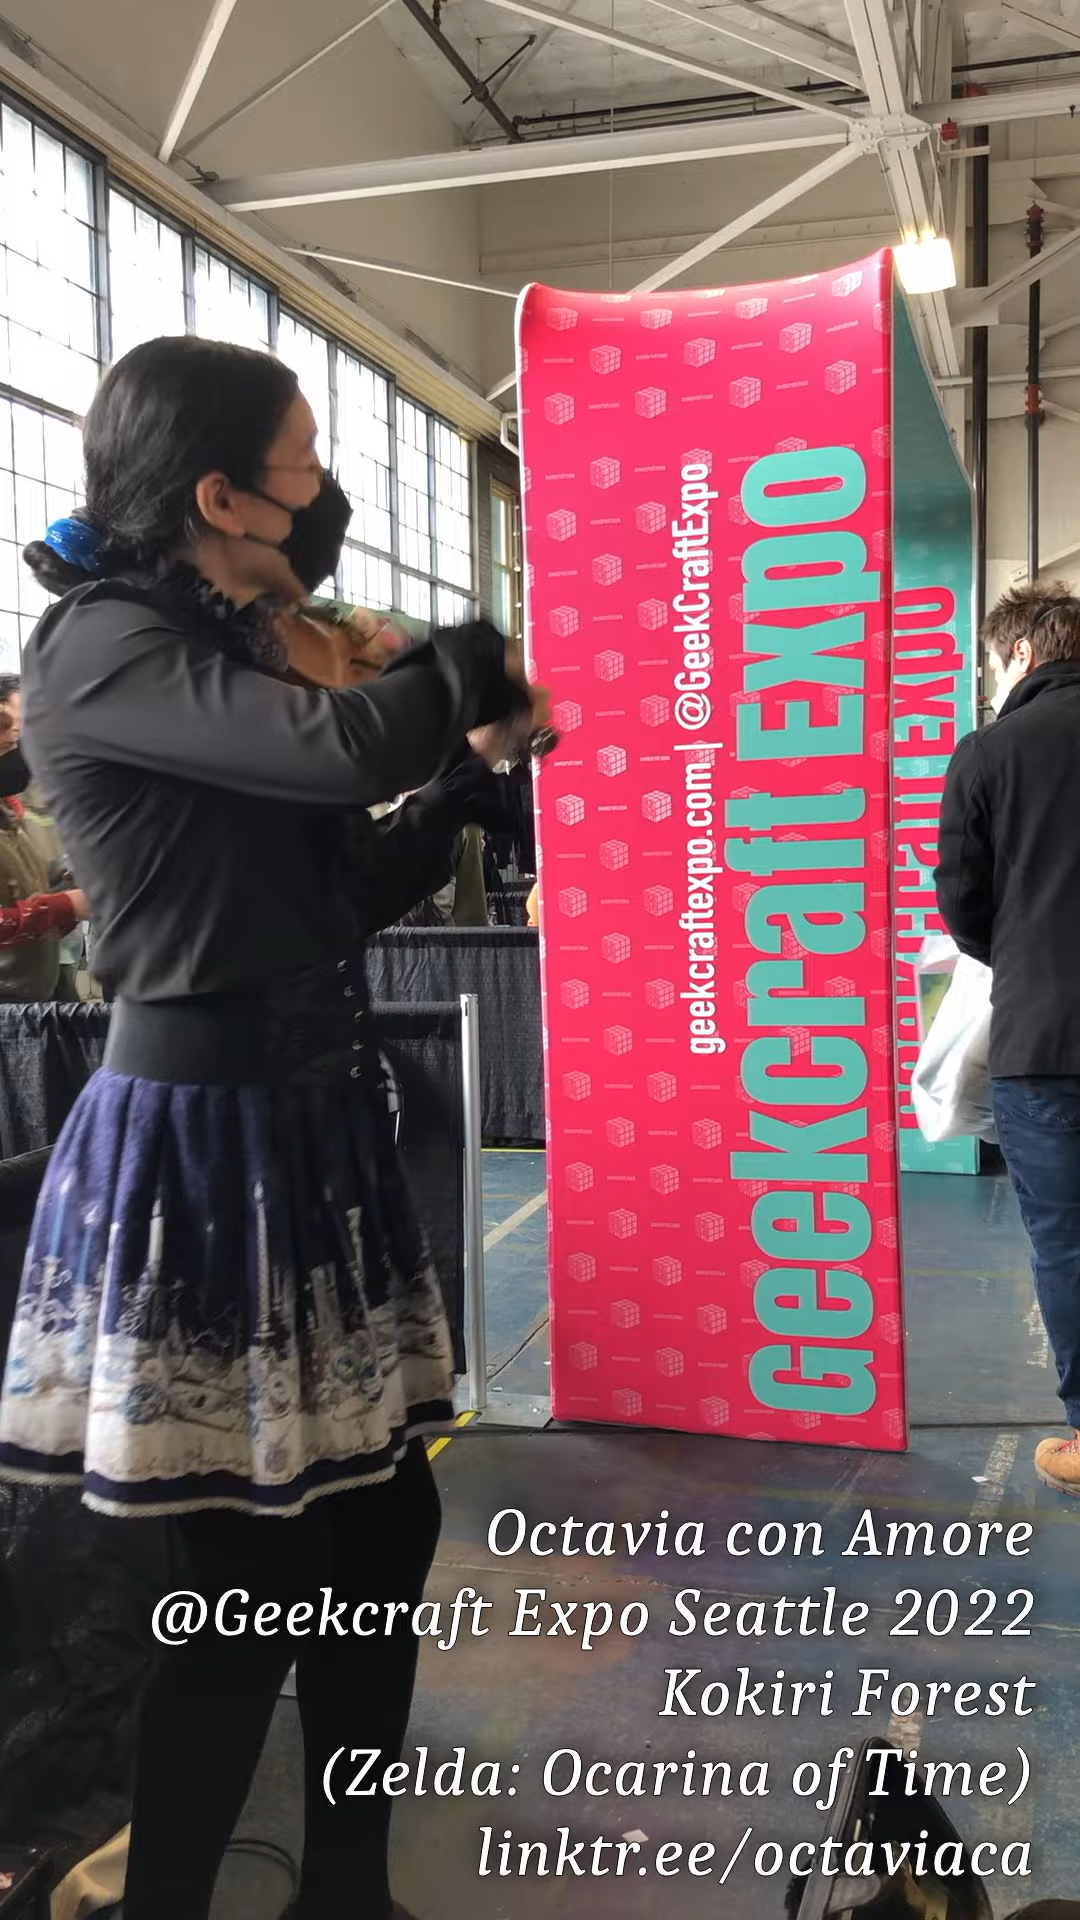 geekcraftexpo.com | @GeekCraftExpo
Geekcraft Expo
Geekcraft Expo
Octavia con Amore
@Geekcraft Expo Seattle 2022
Kokiri Forest
(Zelda: Ocarina of Time)
linktr.ee/octaviaca